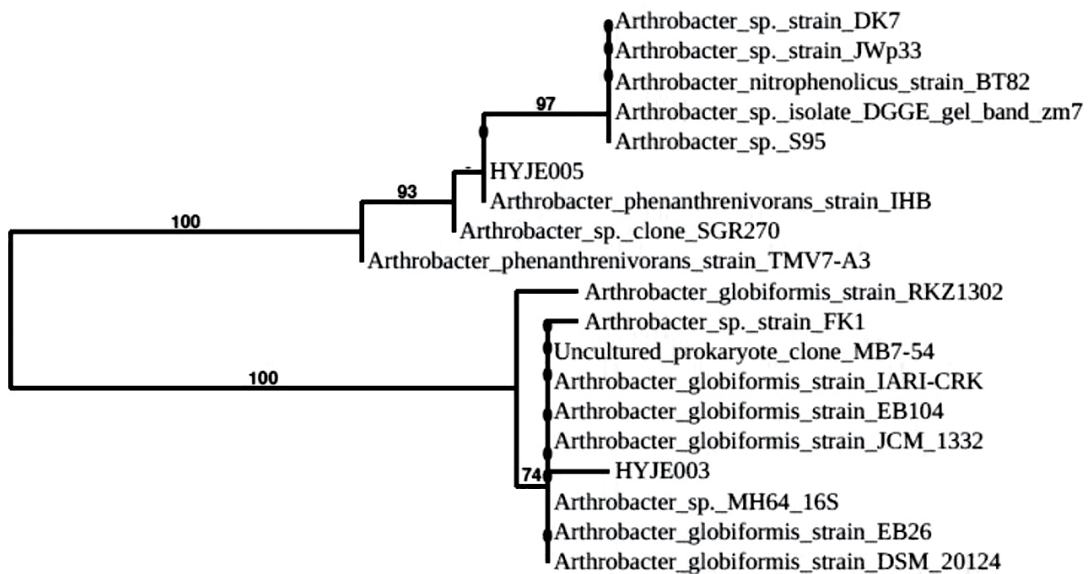 Arthrobacter_sp._strain_DK7
Arthrobacter_sp._strain_JWp33
Arthrobacter_nitrophenolicus_strain_BT82
97
Arthrobacter_sp._isolate_DGGE_gel_band_zm7
Arthrobacter_sp._S95
-
HYJE005
93
Arthrobacter_phenanthrenivorans_strain_IHB
100
Arthrobacter_sp._clone_SGR270
Arthrobacter_phenanthrenivorans_strain_TMV7-A3
Arthrobacter_globiformis_strain_RKZ1302
Arthrobacter_sp._strain_FK1
Uncultured_prokaryote_clone_MB7-54
100
Arthrobacter_globiformis_strain_IARI-CRK
Arthrobacter_globiformis_strain_EB104
Arthrobacter_globiformis_strain_JCM_1332
74
HYJE003
Arthrobacter_sp._MH64_16S
Arthrobacter_globiformis_strain_EB26
Arthrobacter_globiformis_strain_DSM_20124